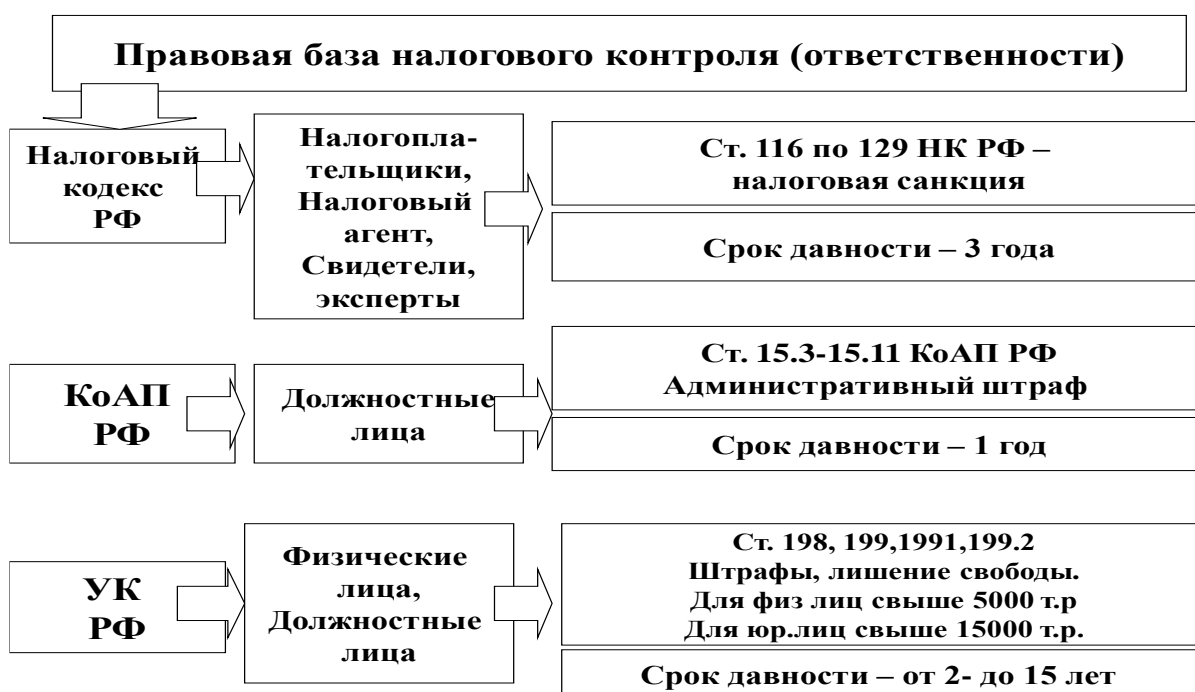 Правовая база налогового контроля (ответственности)
Налоговый
кодекс
РФ
Налогопла-
тельщики,
Налоговый
агент,
Свидетели,
эксперты
Ст. 116 по 129 НК РФ –
налоговая санкция
Срок давности – 3 года
КоАП
РФ
Должностные
лица
Ст. 15.3-15.11 КоАП РФ
Административный штраф
Срок давности – 1 год
УК
РФ
Физические
лица,
Должностные
лица
Ст. 198, 199,1991,199.2
Штрафы, лишение свободы.
Для физ лиц свыше 5000 т.р
Для юр.лиц свыше 15000 т.р.
Срок давности – от 2- до 15 лет